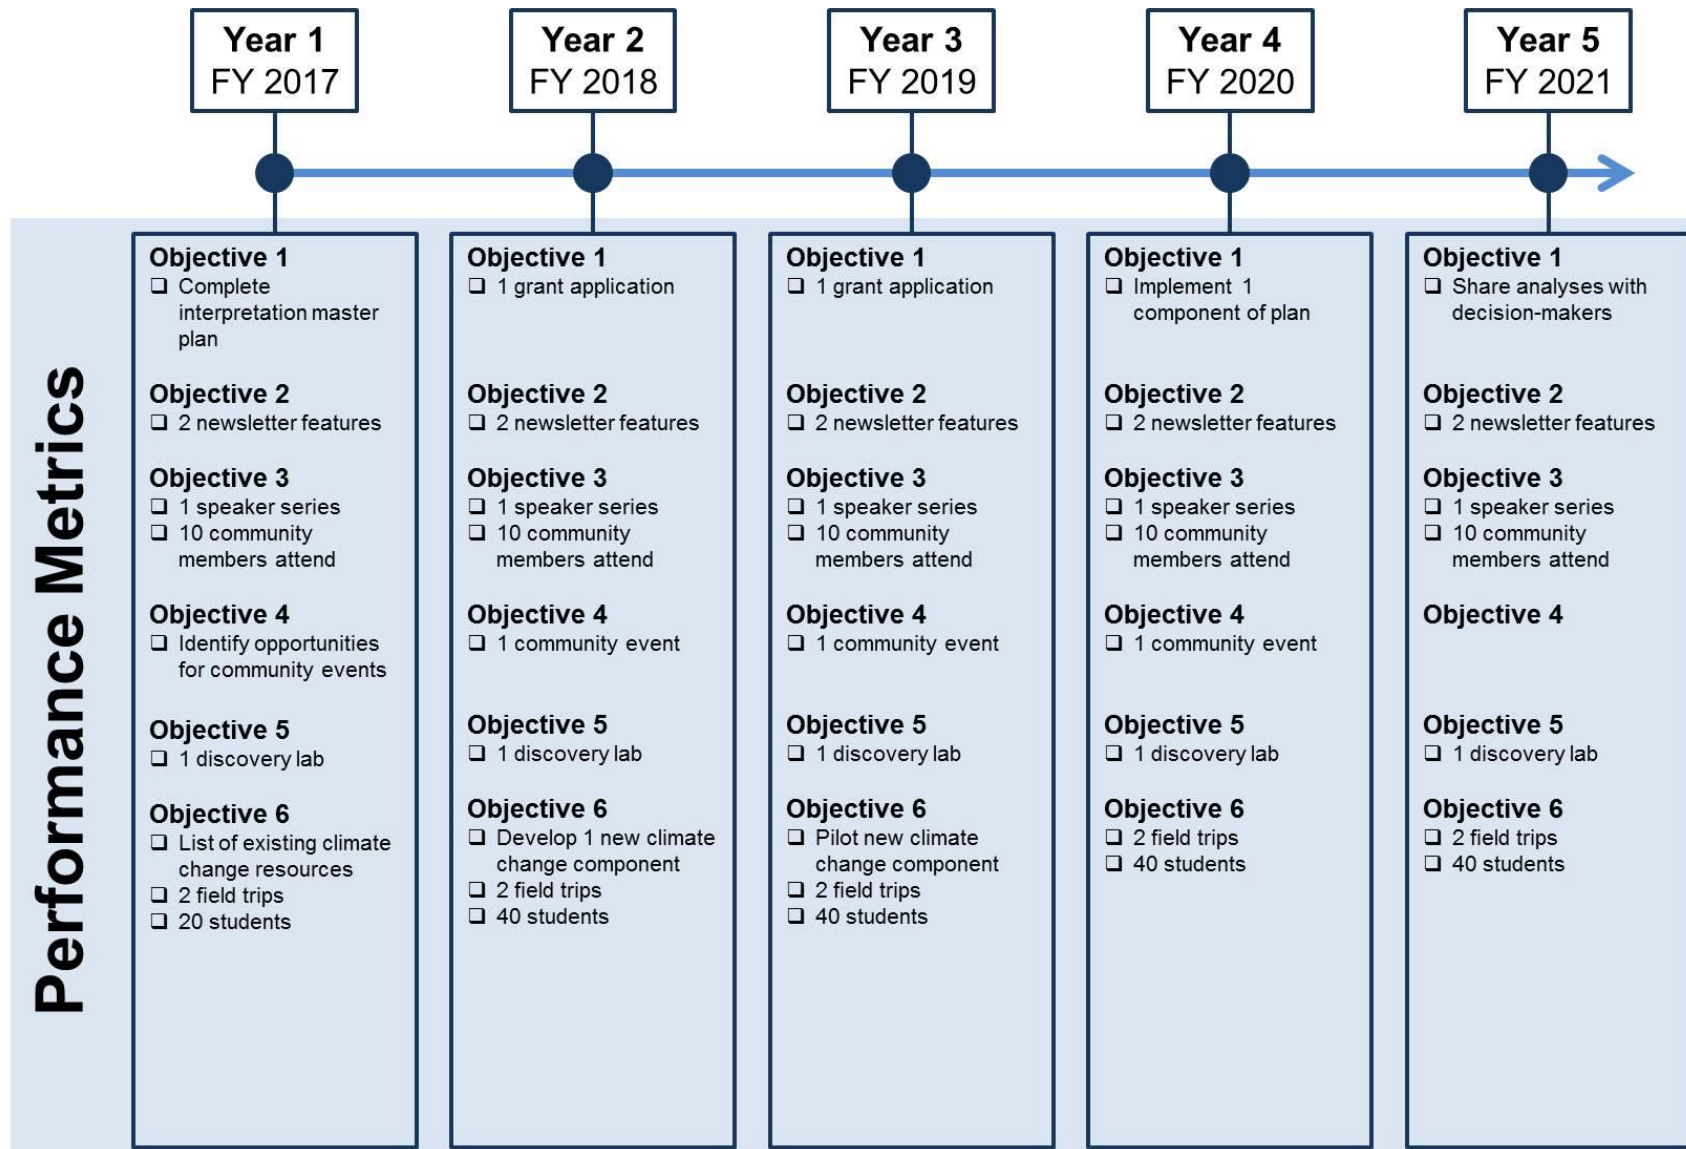 Year 1
FY 2017
Year 2
FY 2018
Year 3
FY 2019
Year 4
FY 2020
Year 5
FY 2021
Performance Metrics
Objective 1
❑ Complete
interpretation master
plan
Objective 2
❑ 2 newsletter features
Objective 3
❑ 1 speaker series
❑ 10 community
members attend
Objective 4
❑ Identify opportunities
for community events
Objective 5
❑ 1 discovery lab
Objective 6
❑ List of existing climate
change resources
❑ 2 field trips
❑ 20 students
Objective 1
❑ 1 grant application
Objective 2
❑ 2 newsletter features
Objective 3
❑ 1 speaker series
❑ 10 community
members attend
Objective 4
❑ 1 community event
Objective 5
❑ 1 discovery lab
Objective 6
❑ Develop 1 new climate
change component
❑ 2 field trips
❑ 40 students
Objective 1
❑ 1 grant application
Objective 2
❑ 2 newsletter features
Objective 3
❑ 1 speaker series
❑ 10 community
members attend
Objective 4
❑ 1 community event
Objective 5
❑ 1 discovery lab
Objective 6
❑ Pilot new climate
change component
❑ 2 field trips
❑ 40 students
Objective 1
❑ Implement 1
component of plan
Objective 2
❑ 2 newsletter features
Objective 3
❑ 1 speaker series
❑ 10 community
members attend
Objective 4
❑ 1 community event
Objective 5
❑ 1 discovery lab
Objective 6
❑ 2 field trips
❑ 40 students
Objective 1
❑ Share analyses with
decision-makers
Objective 2
❑ 2 newsletter features
Objective 3
❑ 1 speaker series
❑ 10 community
members attend
Objective 4
Objective 5
❑ 1 discovery lab
Objective 6
❑ 2 field trips
❑ 40 students